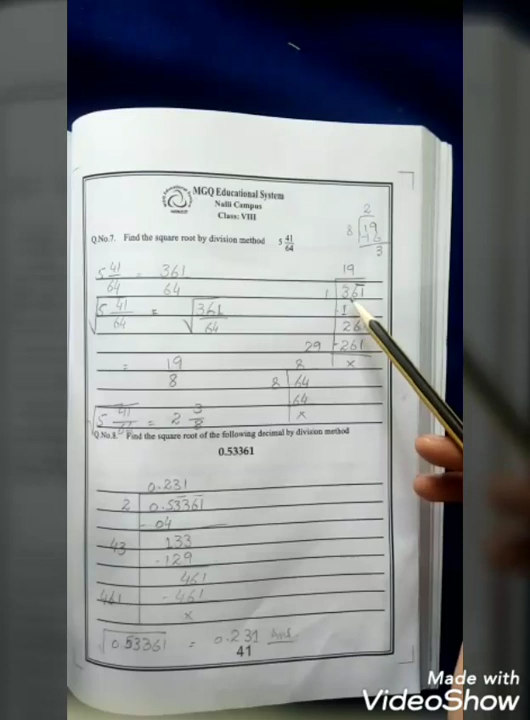 MGQ Educational System
Nalli Campus
Class: VIII
Q.No.7. Find the square root by division method 5 41/64
2
8 19
16
3
5 41/64 = 361/64
√5 41/64 = √361/64
= 19/8
√5 41/64 = 2 3/8
19
1 361
-1
26
29 -261
x
8
8 64
64
x
Q.No.8. Find the square root of the following decimal by division method
0.53361
0.231
2 0.53361
-04
43 133
-129
461
461 -461
x
√0.53361 = 0.231 Ans.
41
Made with
VideoShow